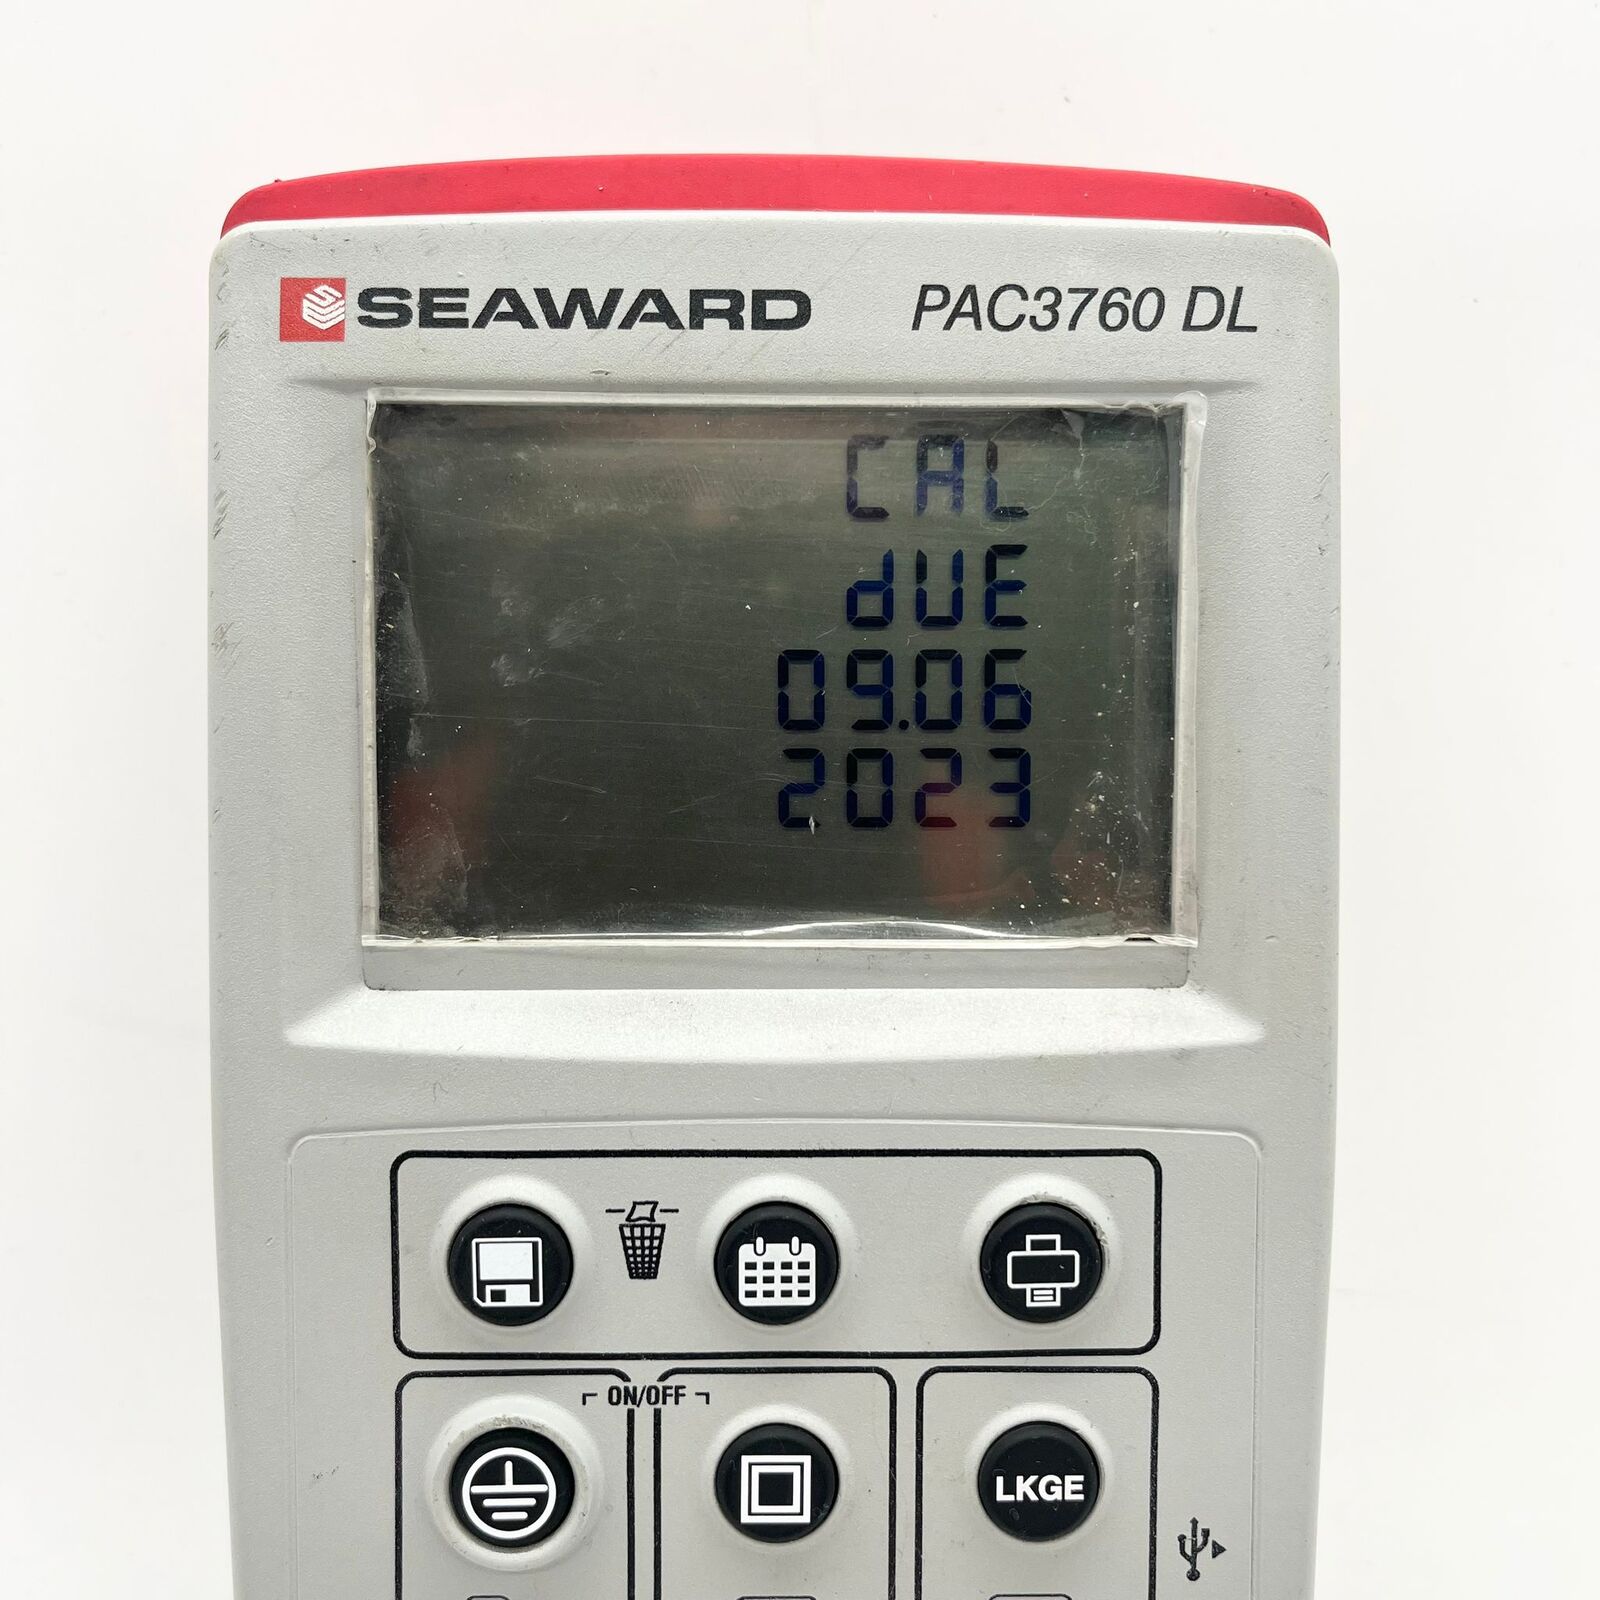 SEAWARD PAC3760 DL
CAL
dUE
09.06
2023
ON/OFF
LKGE